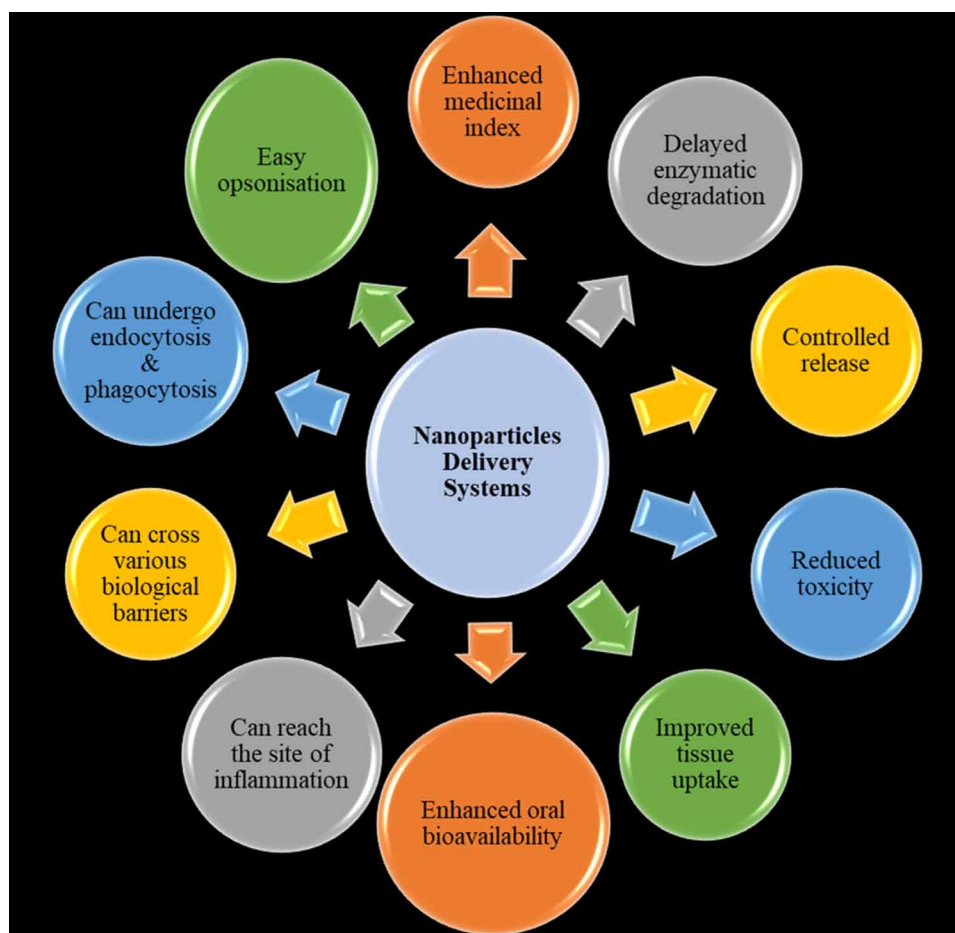 Nanoparticles
Delivery
Systems
Enhanced
medicinal
index
Delayed
enzymatic
degradation
Controlled
release
Reduced
toxicity
Improved
tissue
uptake
Enhanced oral
bioavailability
Can reach
the site of
inflammation
Can cross
various
biological
barriers
Can undergo
endocytosis
&
phagocytosis
Easy
opsonisation